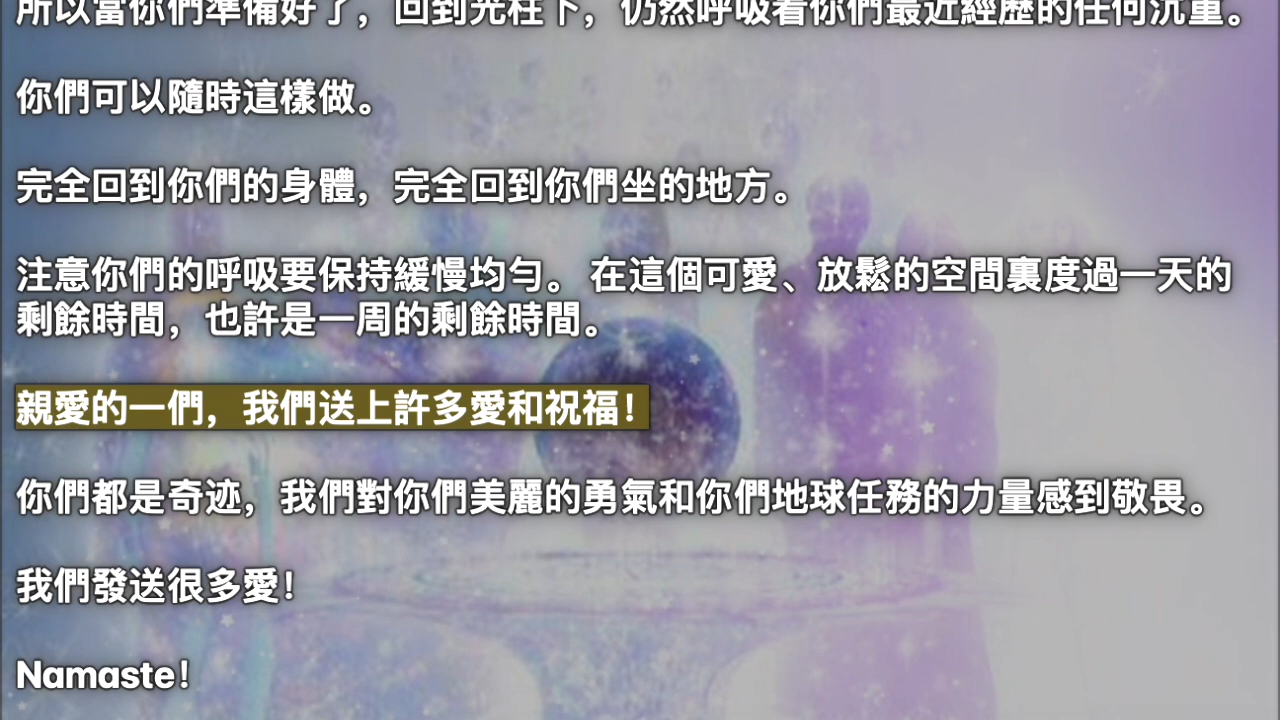 所以當你們準備好了，回到光柱下，仍然呼吸着你們最近經歷的任何沉重。
你們可以隨時這樣做。
完全回到你們的身體，完全回到你們坐的地方。
注意你們的呼吸要保持緩慢均勻。 在這個可愛、放鬆的空間裏度過一天的
剩餘時間，也許是一周的剩餘時間。
親愛的一們，我們送上許多愛和祝福！
你們都是奇迹，我們對你們美麗的勇氣和你們地球任務的力量感到敬畏。
我們發送很多愛！
Namaste！